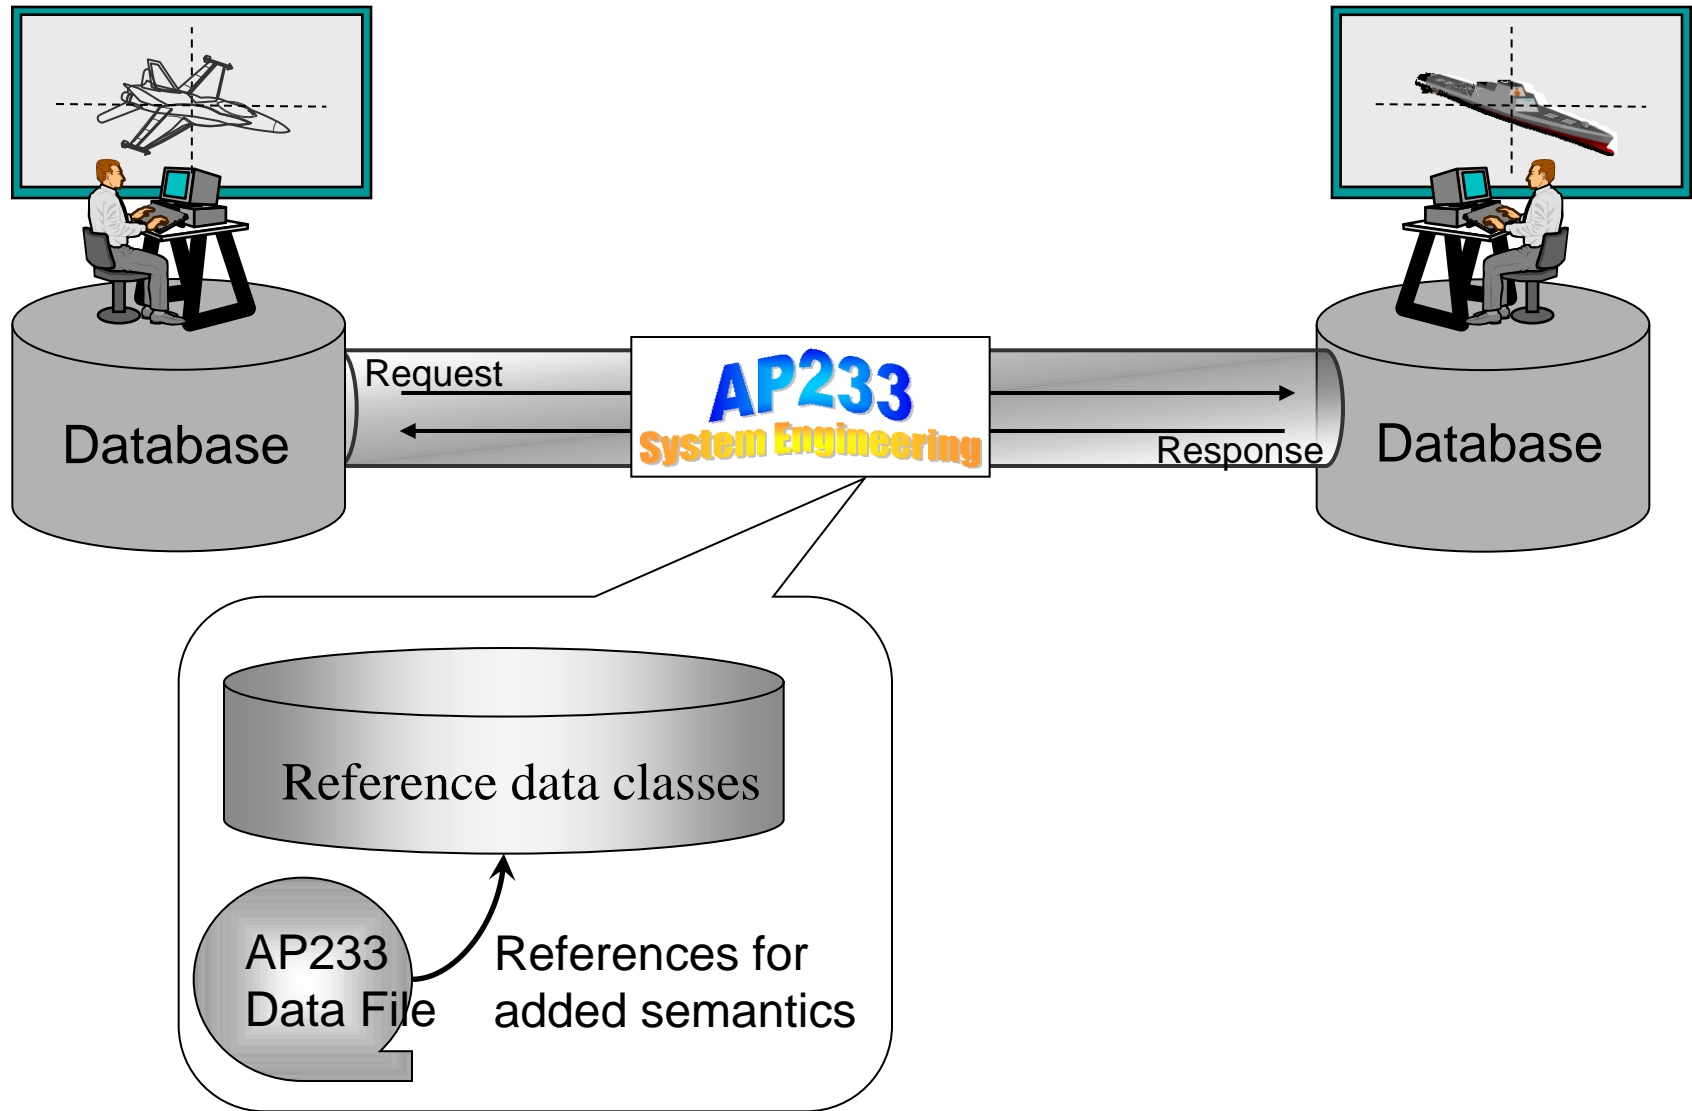 Request
AP233
System Engineering
Database
Response
Database
Reference data classes
AP233
Data File
References for
added semantics